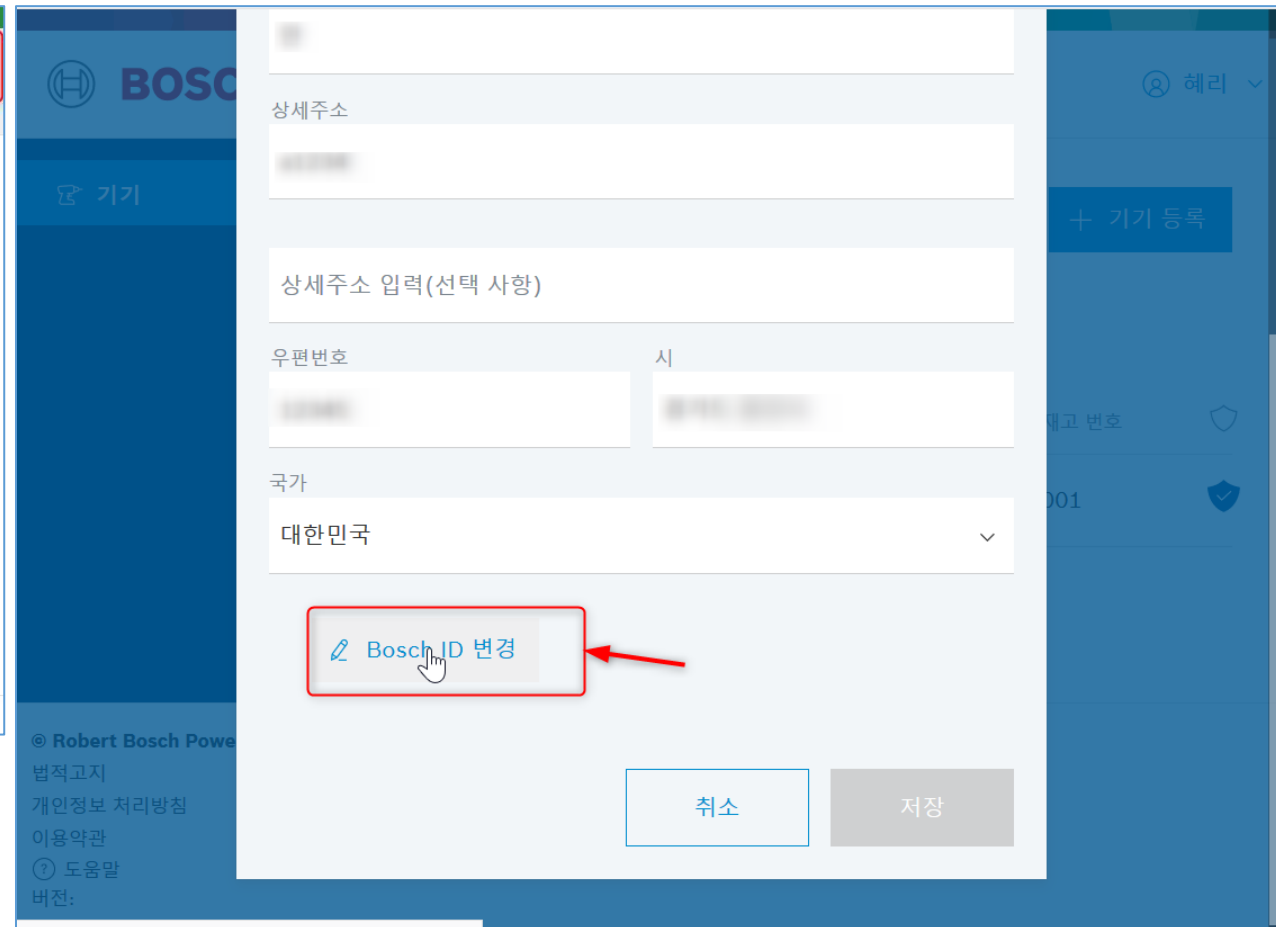 BOSC
혜리
상세주소
기기
기기 등록
상세주소 입력(선택 사항)
우편번호
시
재고 번호
국가
001
대한민국
Bosch ID 변경
© Robert Bosch Powe
법적고지
개인정보 처리방침
이용약관
도움말
버전:
취소
저장